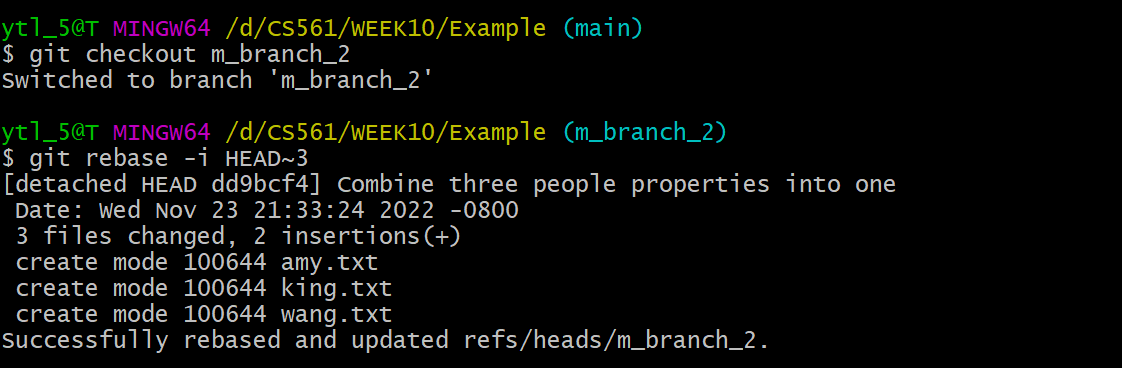 ytl_5@T MINGW64 /d/CS561/WEEK10/Example (main)
$ git checkout m_branch_2
Switched to branch 'm_branch_2'
ytl_5@T MINGW64 /d/CS561/WEEK10/Example (m_branch_2)
$ git rebase -i HEAD~3
[detached HEAD dd9bcf4] Combine three people properties into one
 Date: Wed Nov 23 21:33:24 2022 -0800
 3 files changed, 2 insertions(+)
 create mode 100644 amy.txt
 create mode 100644 king.txt
 create mode 100644 wang.txt
Successfully rebased and updated refs/heads/m_branch_2.